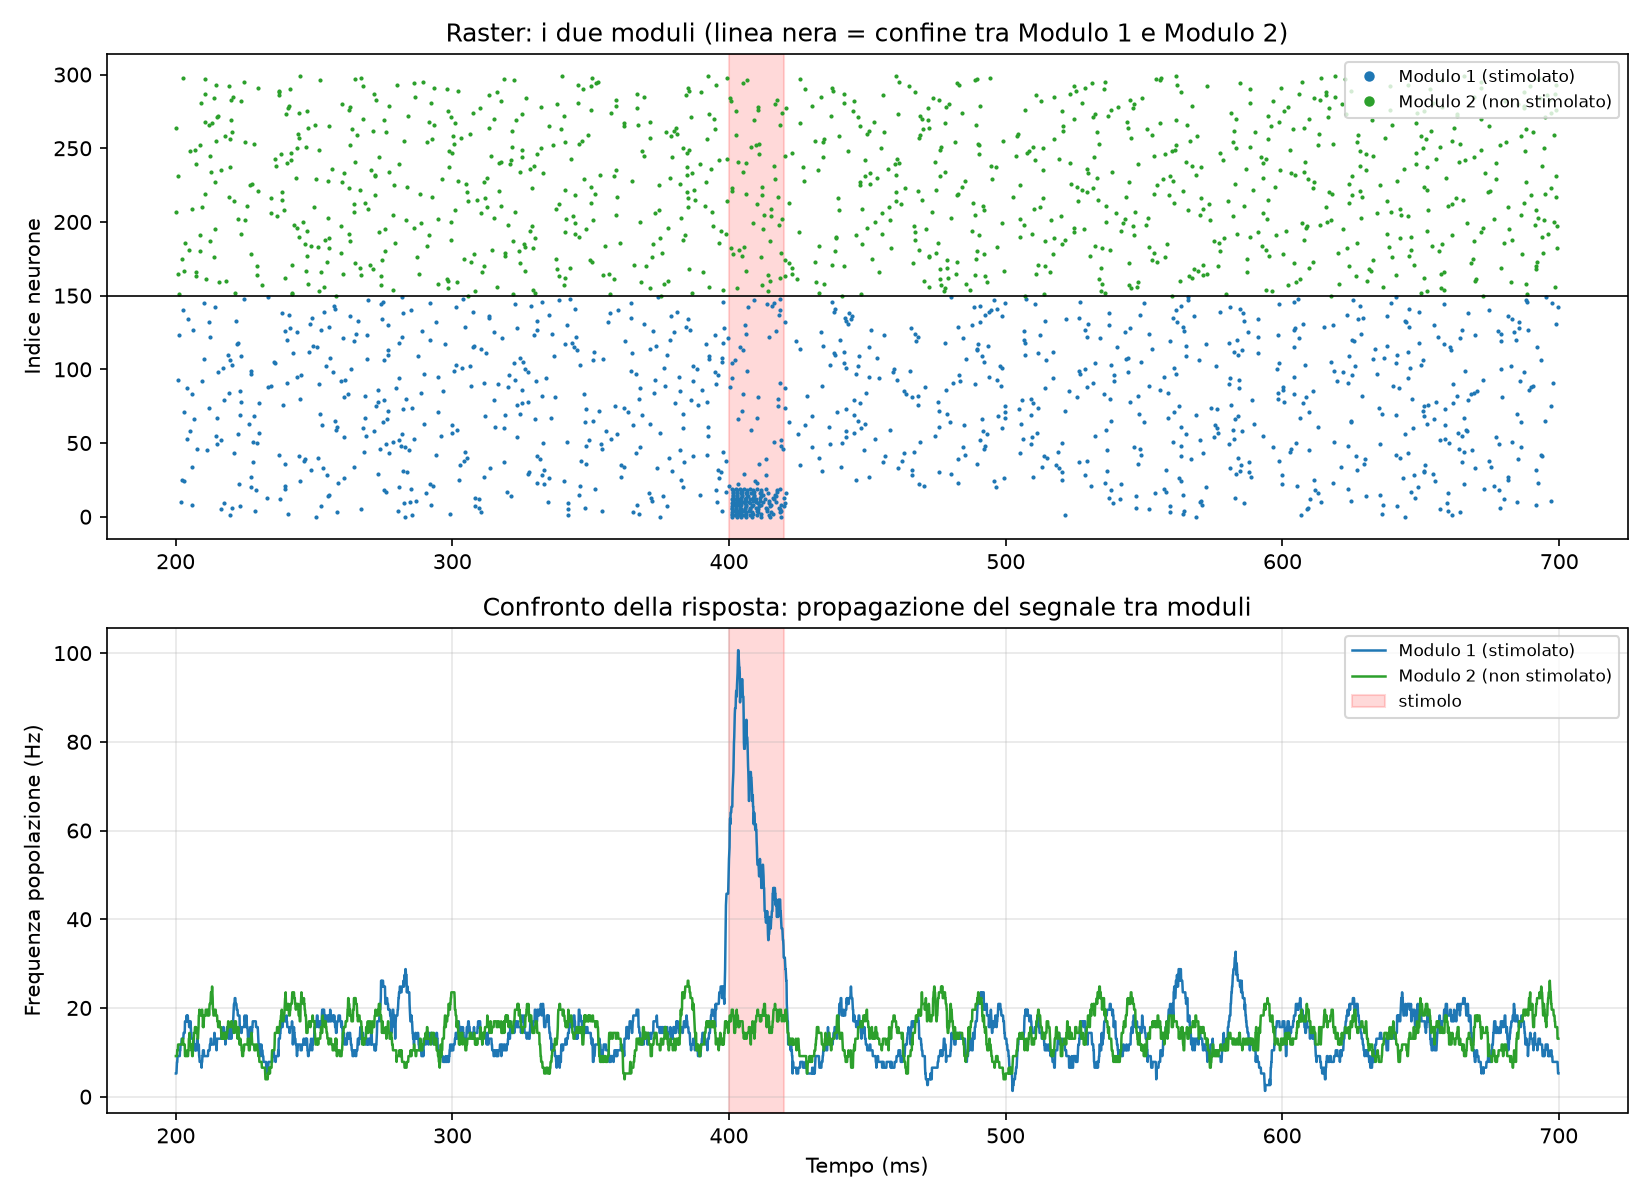 Raster: i due moduli (linea nera = confine tra Modulo 1 e Modulo 2)
Indice neurone
300
250
200
150
100
50
0
Modulo 1 (stimolato)
Modulo 2 (non stimolato)
200 300 400 500 600 700
Confronto della risposta: propagazione del segnale tra moduli
Frequenza popolazione (Hz)
100
80
60
40
20
0
Modulo 1 (stimolato)
Modulo 2 (non stimolato)
stimolo
200 300 400 500 600 700
Tempo (ms)